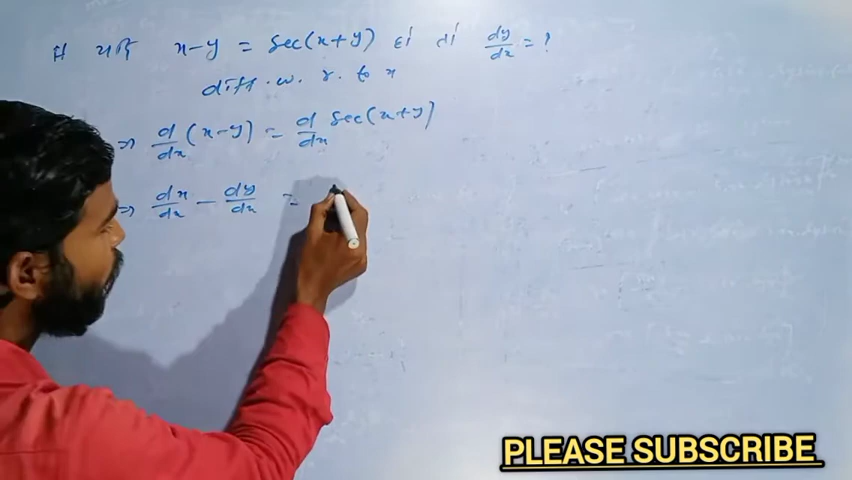 यदि x-y = sec(x+y) हो तो dy/dx = ?
diff. w. r. to x
⇒ d/dx (x-y) = d/dx sec(x+y)
⇒ dx/dx - dy/dx =
PLEASE SUBSCRIBE